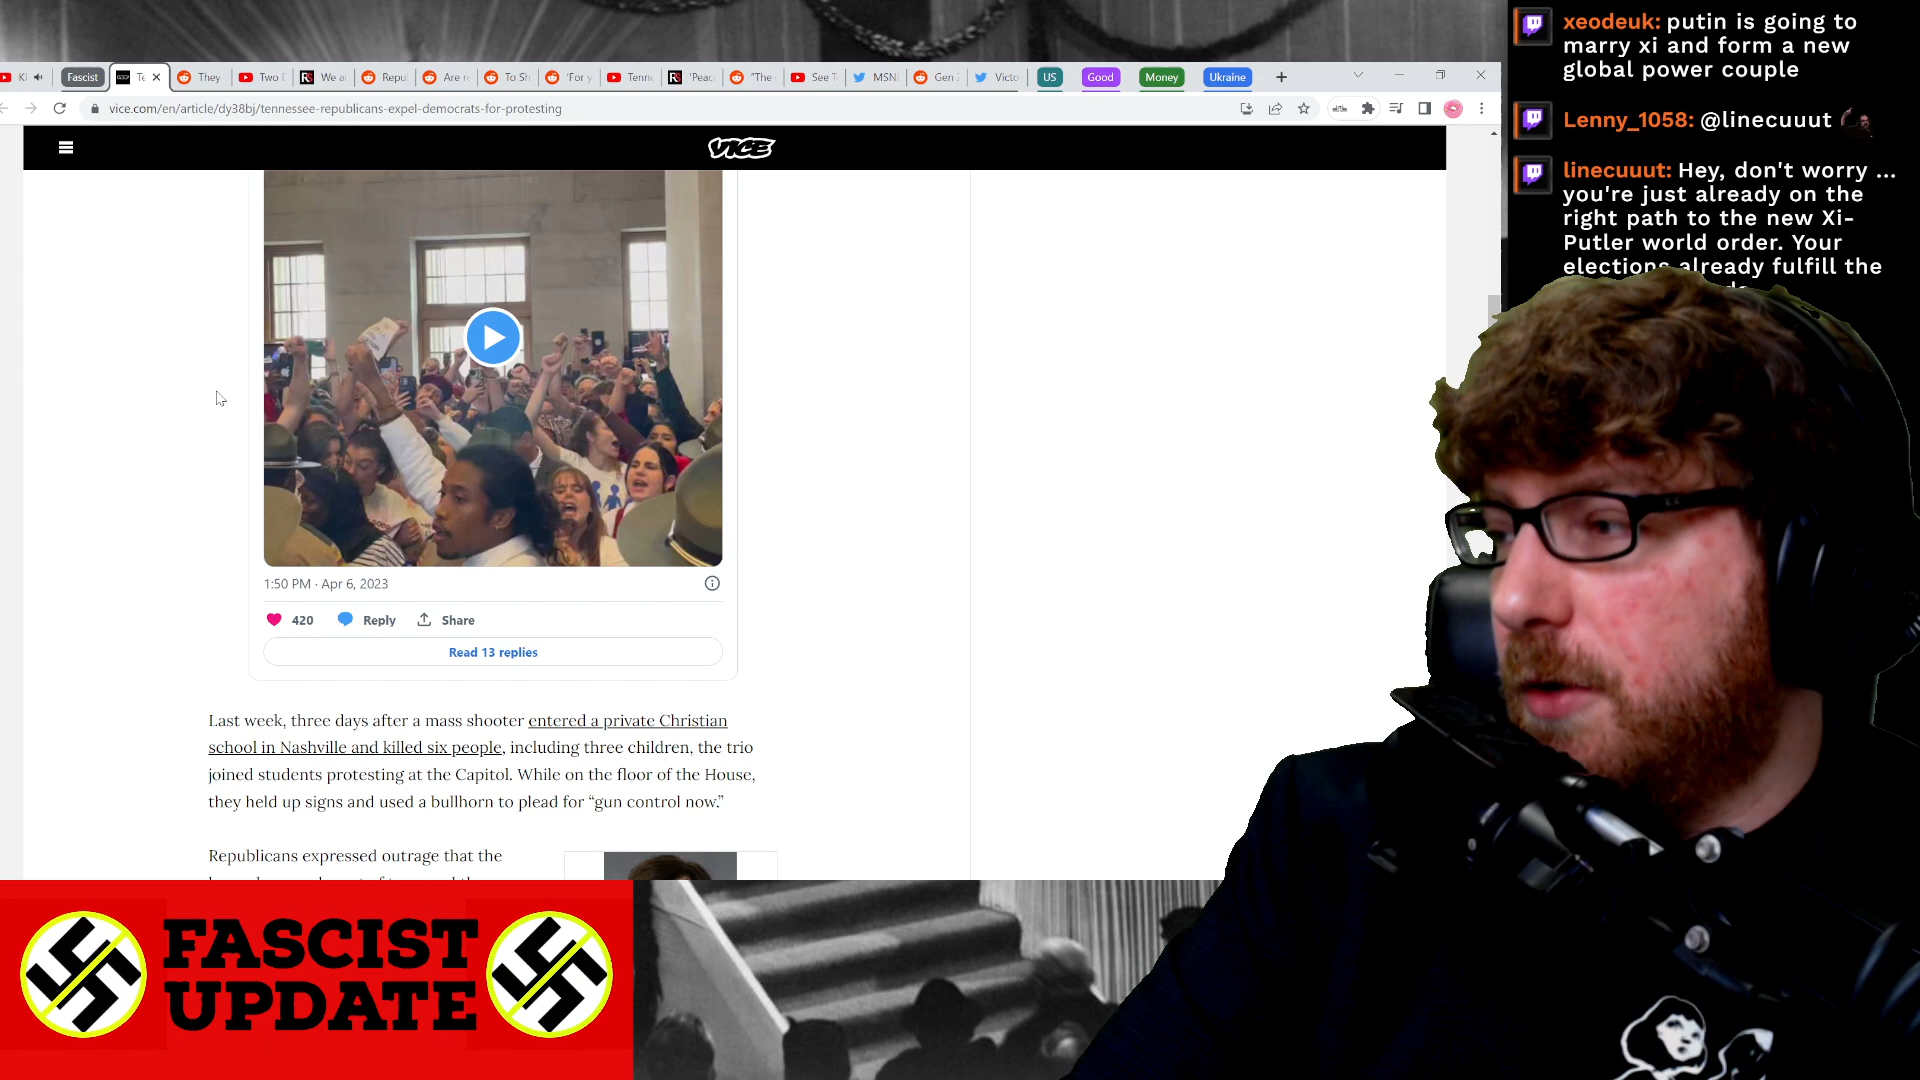 Fascist
Te
They
Two
We a
Repu
Are r
To Sh
'For y
Tenn
'Peac
"The
See T
MSN
Gen
Victo
US
Good
Money
Ukraine
vice.com/en/article/dy38bj/tennessee-republicans-expel-democrats-for-protesting
VICE
1:50 PM · Apr 6, 2023
420 Reply Share
Read 13 replies
Last week, three days after a mass shooter entered a private Christian
school in Nashville and killed six people, including three children, the trio
joined students protesting at the Capitol. While on the floor of the House,
they held up signs and used a bullhorn to plead for “gun control now.”
Republicans expressed outrage that the
FASCIST
UPDATE
xeodeuk: putin is going to
marry xi and form a new
global power couple
Lenny_1058: @linecuuut
linecuuut: Hey, don't worry ...
you're just already on the
right path to the new Xi-
Putler world order. Your
elections already fulfill the